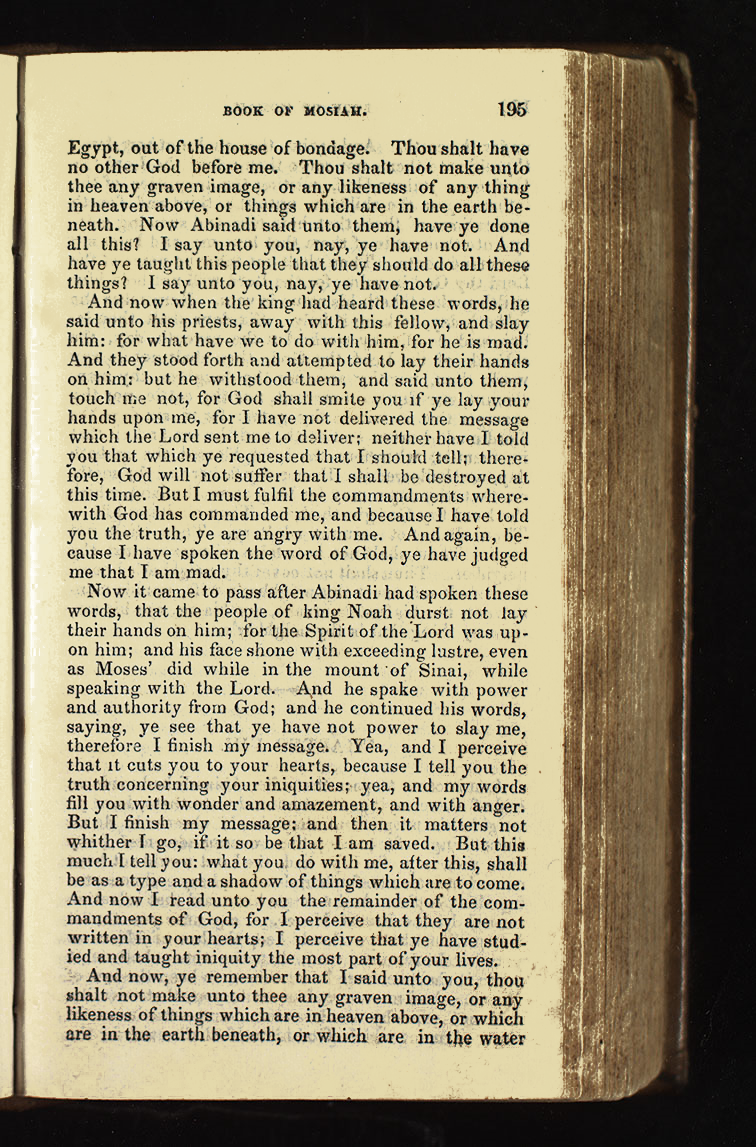 BOOK OF MOSIAH. 195
Egypt, out of the house of bondage. Thou shalt have
no other God before me. Thou shalt not make unto
thee any graven image, or any likeness of any thing
in heaven above, or things which are in the earth be-
neath. Now Abinadi said unto them, have ye done
all this? I say unto you, nay, ye have not. And
have ye taught this people that they should do all these
things? I say unto you, nay, ye have not.
And now when the king had heard these words, he
said unto his priests, away with this fellow, and slay
him: for what have we to do with him, for he is mad.
And they stood forth and attempted to lay their hands
on him: but he withstood them, and said unto them,
touch me not, for God shall smite you if ye lay your
hands upon me, for I have not delivered the message
which the Lord sent me to deliver; neither have I told
you that which ye requested that I should tell; there-
fore, God will not suffer that I shall be destroyed at
this time. But I must fulfil the commandments where-
with God has commanded me, and because I have told
you the truth, ye are angry with me. And again, be-
cause I have spoken the word of God, ye have judged
me that I am mad.
Now it came to pass after Abinadi had spoken these
words, that the people of king Noah durst not lay
their hands on him; for the Spirit of the Lord was up-
on him; and his face shone with exceeding lustre, even
as Moses' did while in the mount of Sinai, while
speaking with the Lord. And he spake with power
and authority from God; and he continued his words,
saying, ye see that ye have not power to slay me,
therefore I finish my message. Yea, and I perceive
that it cuts you to your hearts, because I tell you the
truth concerning your iniquities; yea, and my words
fill you with wonder and amazement, and with anger.
But I finish my message; and then it matters not
whither I go, if it so be that I am saved. But this
much I tell you: what you do with me, after this, shall
be as a type and a shadow of things which are to come.
And now I read unto you the remainder of the com-
mandments of God, for I perceive that they are not
written in your hearts; I perceive that ye have stud-
ied and taught iniquity the most part of your lives.
And now, ye remember that I said unto you, thou
shalt not make unto thee any graven image, or any
likeness of things which are in heaven above, or which
are in the earth beneath, or which are in the water